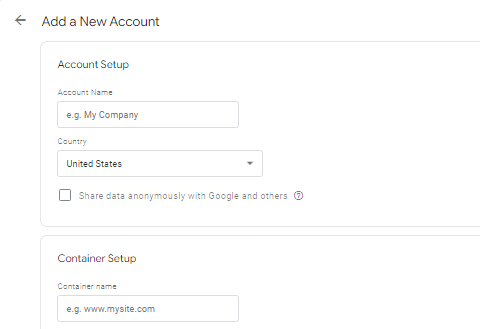 Add a New Account
Account Setup
Account Name
e.g. My Company
Country
United States
Share data anonymously with Google and others
Container Setup
Container name
e.g. www.mysite.com